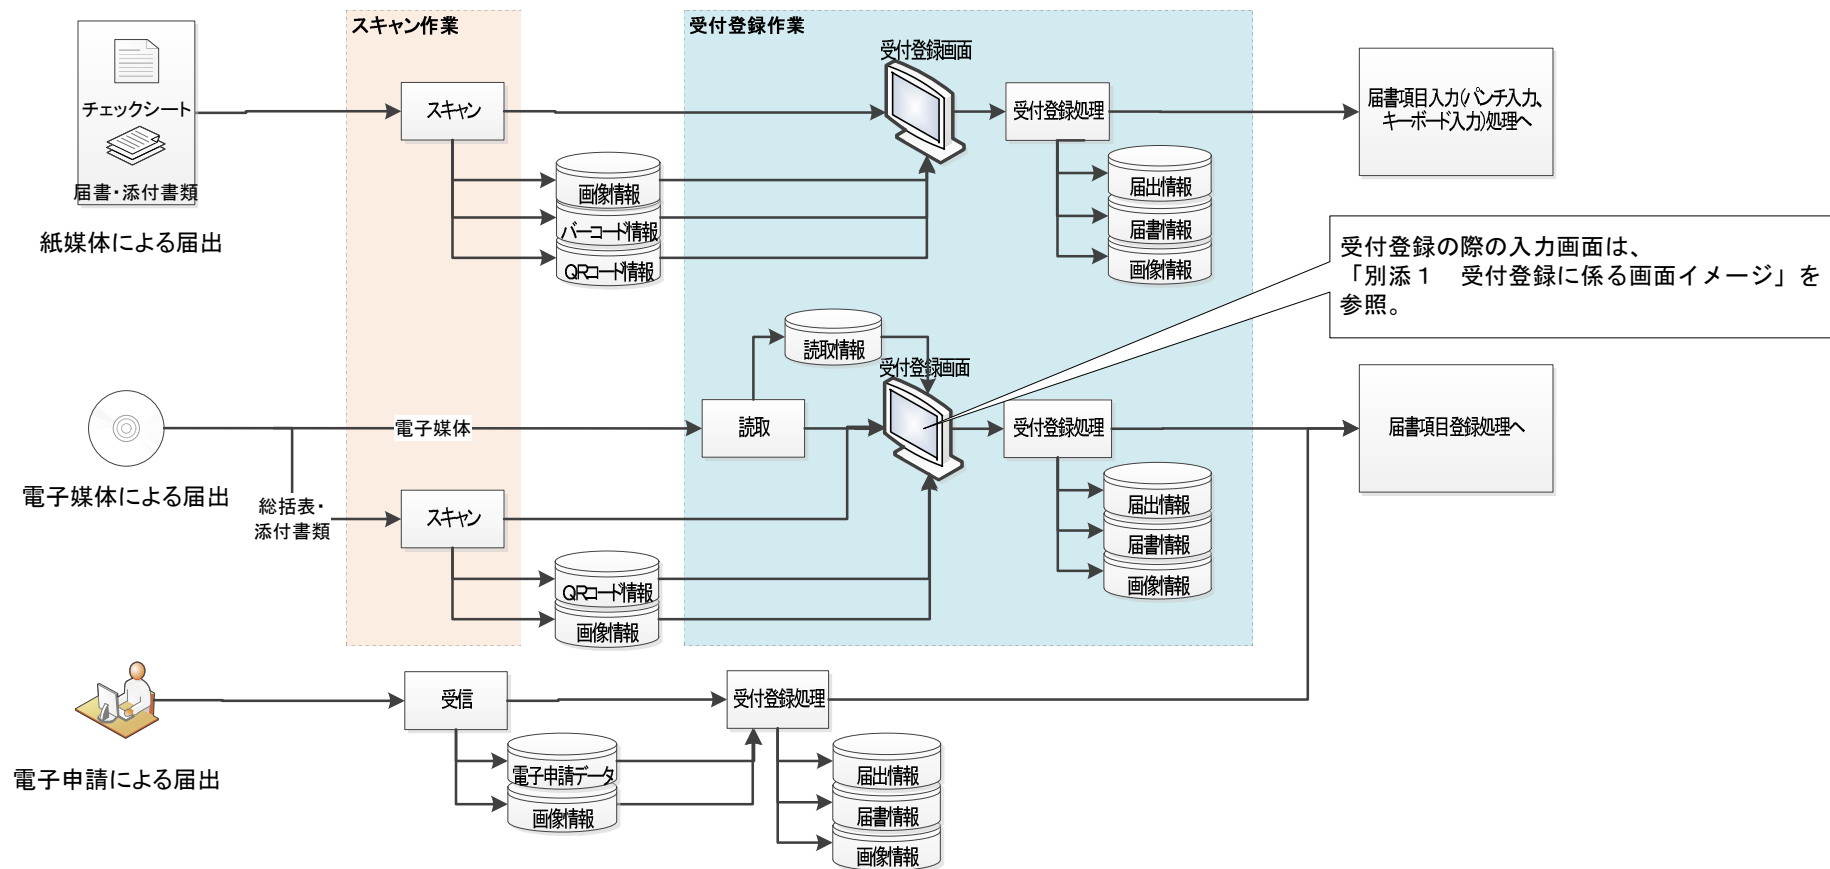 スキャン作業
受付登録作業
チェックシート
届書・添付書類
紙媒体による届出
スキャン
画像情報
バーコード情報
QRコード情報
受付登録画面
受付登録処理
届出情報
届書情報
画像情報
届書項目入力(パンチ入力、
キーボード入力)処理へ
受付登録の際の入力画面は、
「別添1 受付登録に係る画面イメージ」を
参照。
電子媒体による届出
電子媒体
総括表・
添付書類
読取
読取情報
受付登録画面
スキャン
QRコード情報
画像情報
受付登録処理
届出情報
届書情報
画像情報
届書項目登録処理へ
電子申請による届出
受信
電子申請データ
画像情報
受付登録処理
届出情報
届書情報
画像情報